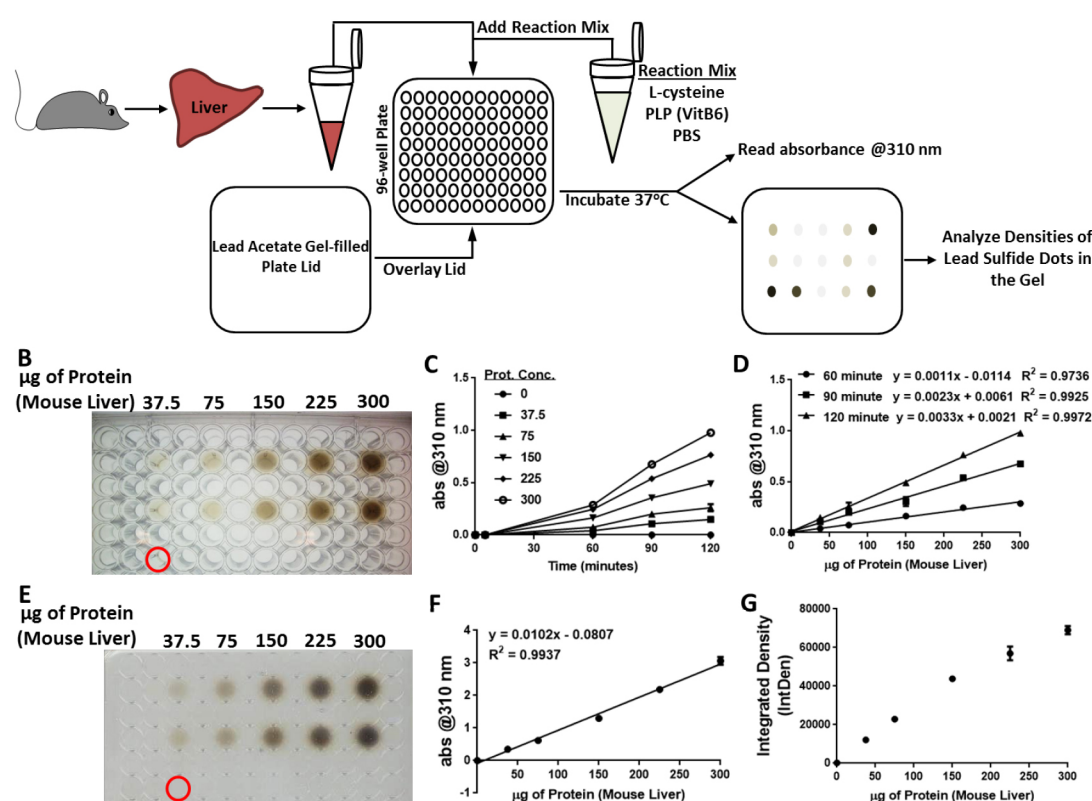 Add Reaction Mix
Liver
Reaction Mix
L-cysteine
PLP (VitB6)
PBS
96-well Plate
Read absorbance @310 nm
Incubate 37°C
Lead Acetate Gel-filled
Plate Lid
Overlay Lid
Analyze Densities of
Lead Sulfide Dots in
the Gel
B
µg of Protein
(Mouse Liver)
37.5 75 150 225 300
C
Prot. Conc.
0
37.5
75
150
225
300
abs @310 nm
1.5
1.0
0.5
0.0
0 30 60 90 120
Time (minutes)
D
60 minute y = 0.0011x - 0.0114 R² = 0.9736
90 minute y = 0.0023x + 0.0061 R² = 0.9925
120 minute y = 0.0033x + 0.0021 R² = 0.9972
abs @310 nm
1.5
1.0
0.5
0.0
0 50 100 150 200 250 300
µg of Protein (Mouse Liver)
E
µg of Protein
(Mouse Liver)
37.5 75 150 225 300
F
y = 0.0102x - 0.0807
R² = 0.9937
abs @310 nm
4
3
2
1
0
-1
50 100 150 200 250 300
µg of Protein (Mouse Liver)
G
Integrated Density
(IntDen)
80000
60000
40000
20000
0
0 50 100 150 200 250 300
µg of Protein (Mouse Liver)